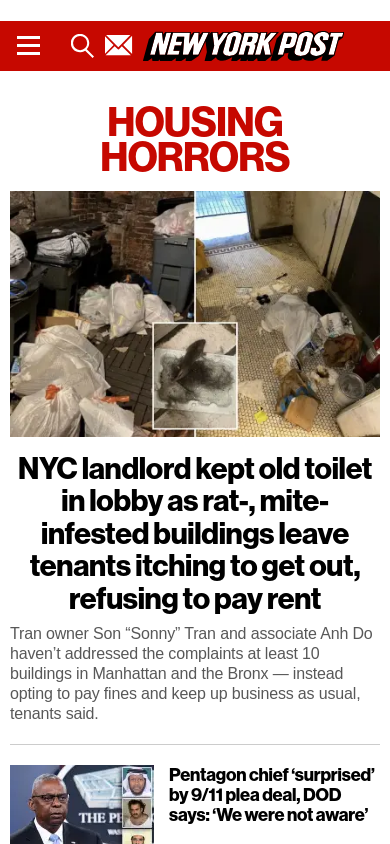 NEW YORK POST
HOUSING
HORRORS
NYC landlord kept old toilet
in lobby as rat-, mite-
infested buildings leave
tenants itching to get out,
refusing to pay rent
Tran owner Son “Sonny” Tran and associate Anh Do
haven’t addressed the complaints at least 10
buildings in Manhattan and the Bronx — instead
opting to pay fines and keep up business as usual,
tenants said.
Pentagon chief ‘surprised’
by 9/11 plea deal, DOD
says: ‘We were not aware’
THE PE
WAS